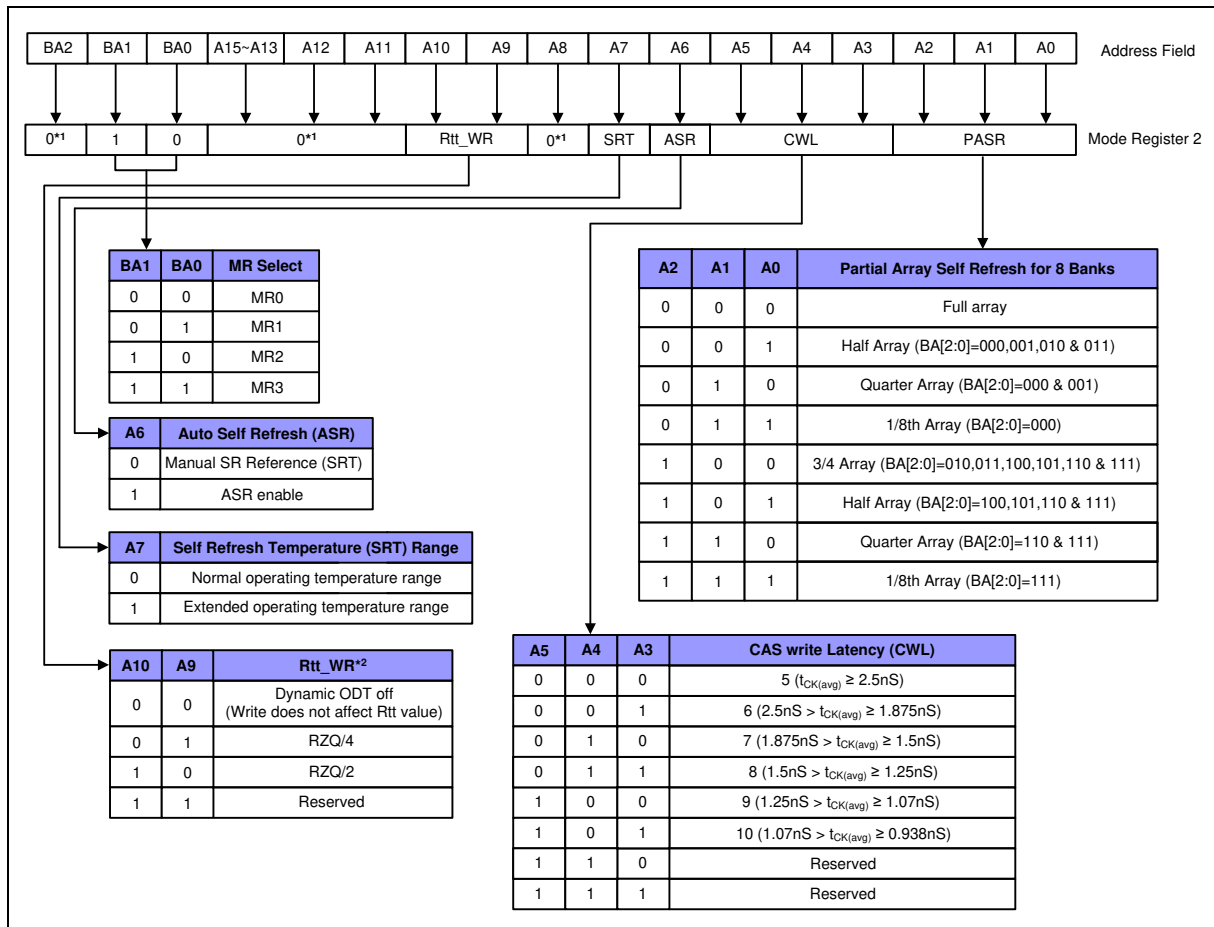 BA2 BA1 BA0 A15~A13 A12 A11 A10 A9 A8 A7 A6 A5 A4 A3 A2 A1 A0 Address Field
0*1 1 0 0*1 Rtt_WR 0*1 SRT ASR CWL PASR Mode Register 2
BA1 BA0 MR Select
0 0 MR0
0 1 MR1
1 0 MR2
1 1 MR3
A6 Auto Self Refresh (ASR)
0 Manual SR Reference (SRT)
1 ASR enable
A7 Self Refresh Temperature (SRT) Range
0 Normal operating temperature range
1 Extended operating temperature range
A10 A9 Rtt_WR*2
0 0 Dynamic ODT off
(Write does not affect Rtt value)
0 1 RZQ/4
1 0 RZQ/2
1 1 Reserved
A2 A1 A0 Partial Array Self Refresh for 8 Banks
0 0 0 Full array
0 0 1 Half Array (BA[2:0]=000,001,010 & 011)
0 1 0 Quarter Array (BA[2:0]=000 & 001)
0 1 1 1/8th Array (BA[2:0]=000)
1 0 0 3/4 Array (BA[2:0]=010,011,100,101,110 & 111)
1 0 1 Half Array (BA[2:0]=100,101,110 & 111)
1 1 0 Quarter Array (BA[2:0]=110 & 111)
1 1 1 1/8th Array (BA[2:0]=111)
A5 A4 A3 CAS write Latency (CWL)
0 0 0 5 (tCK(avg) ≥ 2.5nS)
0 0 1 6 (2.5nS > tCK(avg) ≥ 1.875nS)
0 1 0 7 (1.875nS > tCK(avg) ≥ 1.5nS)
0 1 1 8 (1.5nS > tCK(avg) ≥ 1.25nS)
1 0 0 9 (1.25nS > tCK(avg) ≥ 1.07nS)
1 0 1 10 (1.07nS > tCK(avg) ≥ 0.938nS)
1 1 0 Reserved
1 1 1 Reserved